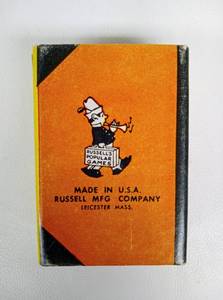 RUSSELL'S
POPULAR
GAMES
MADE IN U.S.A.
RUSSELL MFG COMPANY
LEICESTER MASS.